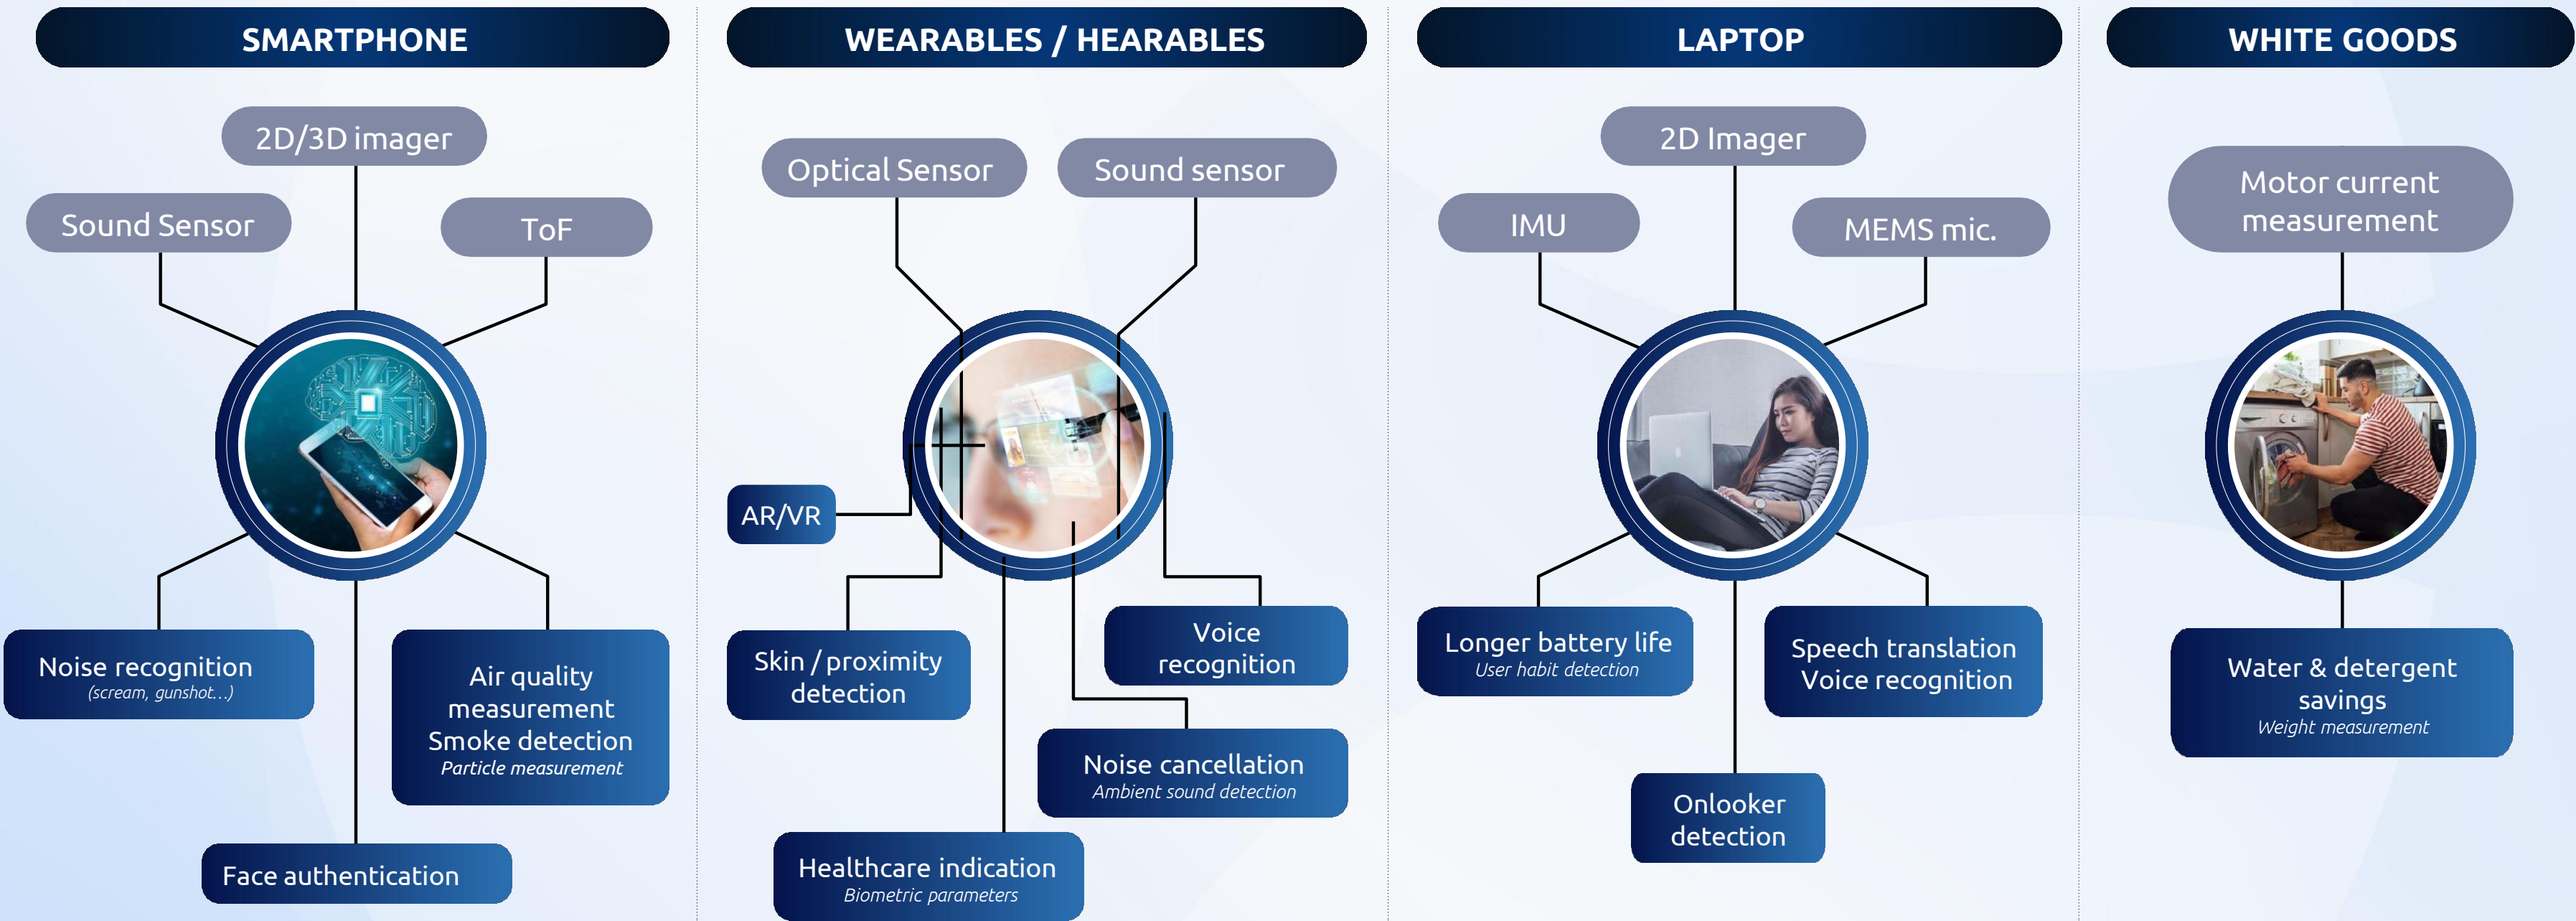 SMARTPHONE
2D/3D imager
Sound Sensor
ToF
Noise recognition
(scream, gunshot...)
Air quality
measurement
Smoke detection
Particle measurement
Face authentication
WEARABLES / HEARABLES
Optical Sensor
Sound sensor
AR/VR
Skin / proximity
detection
Voice
recognition
Noise cancellation
Ambient sound detection
Healthcare indication
Biometric parameters
LAPTOP
2D Imager
IMU
MEMS mic.
Longer battery life
User habit detection
Speech translation
Voice recognition
Onlooker
detection
WHITE GOODS
Motor current
measurement
Water & detergent
savings
Weight measurement